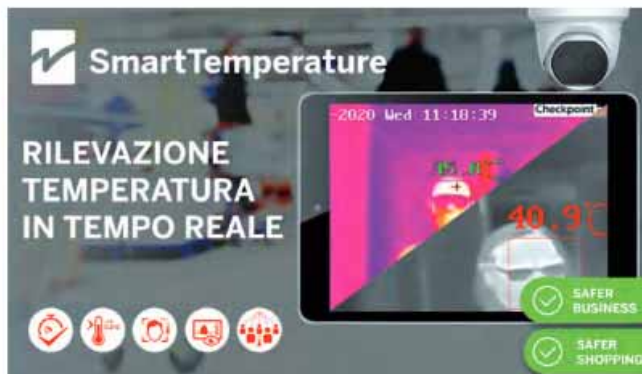 SmartTemperature
RILEVAZIONE
TEMPERATURA
IN TEMPO REALE
-2020 Wed 11:18:39
Checkpoint
40.9°C
SAFER
BUSINESS
SAFER
SHOPPING